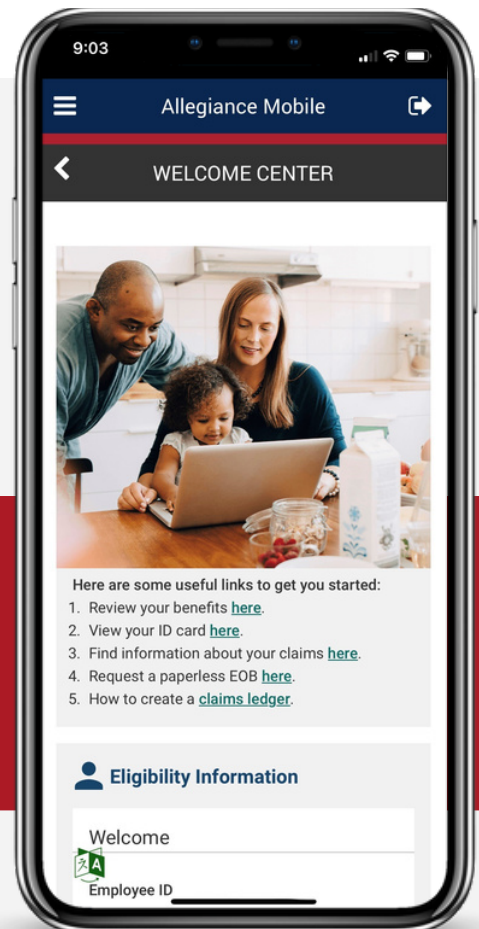 9:03
Allegiance Mobile
WELCOME CENTER
Here are some useful links to get you started:
1. Review your benefits here.
2. View your ID card here.
3. Find information about your claims here.
4. Request a paperless EOB here.
5. How to create a claims ledger.
Eligibility Information
Welcome
A
Employee ID